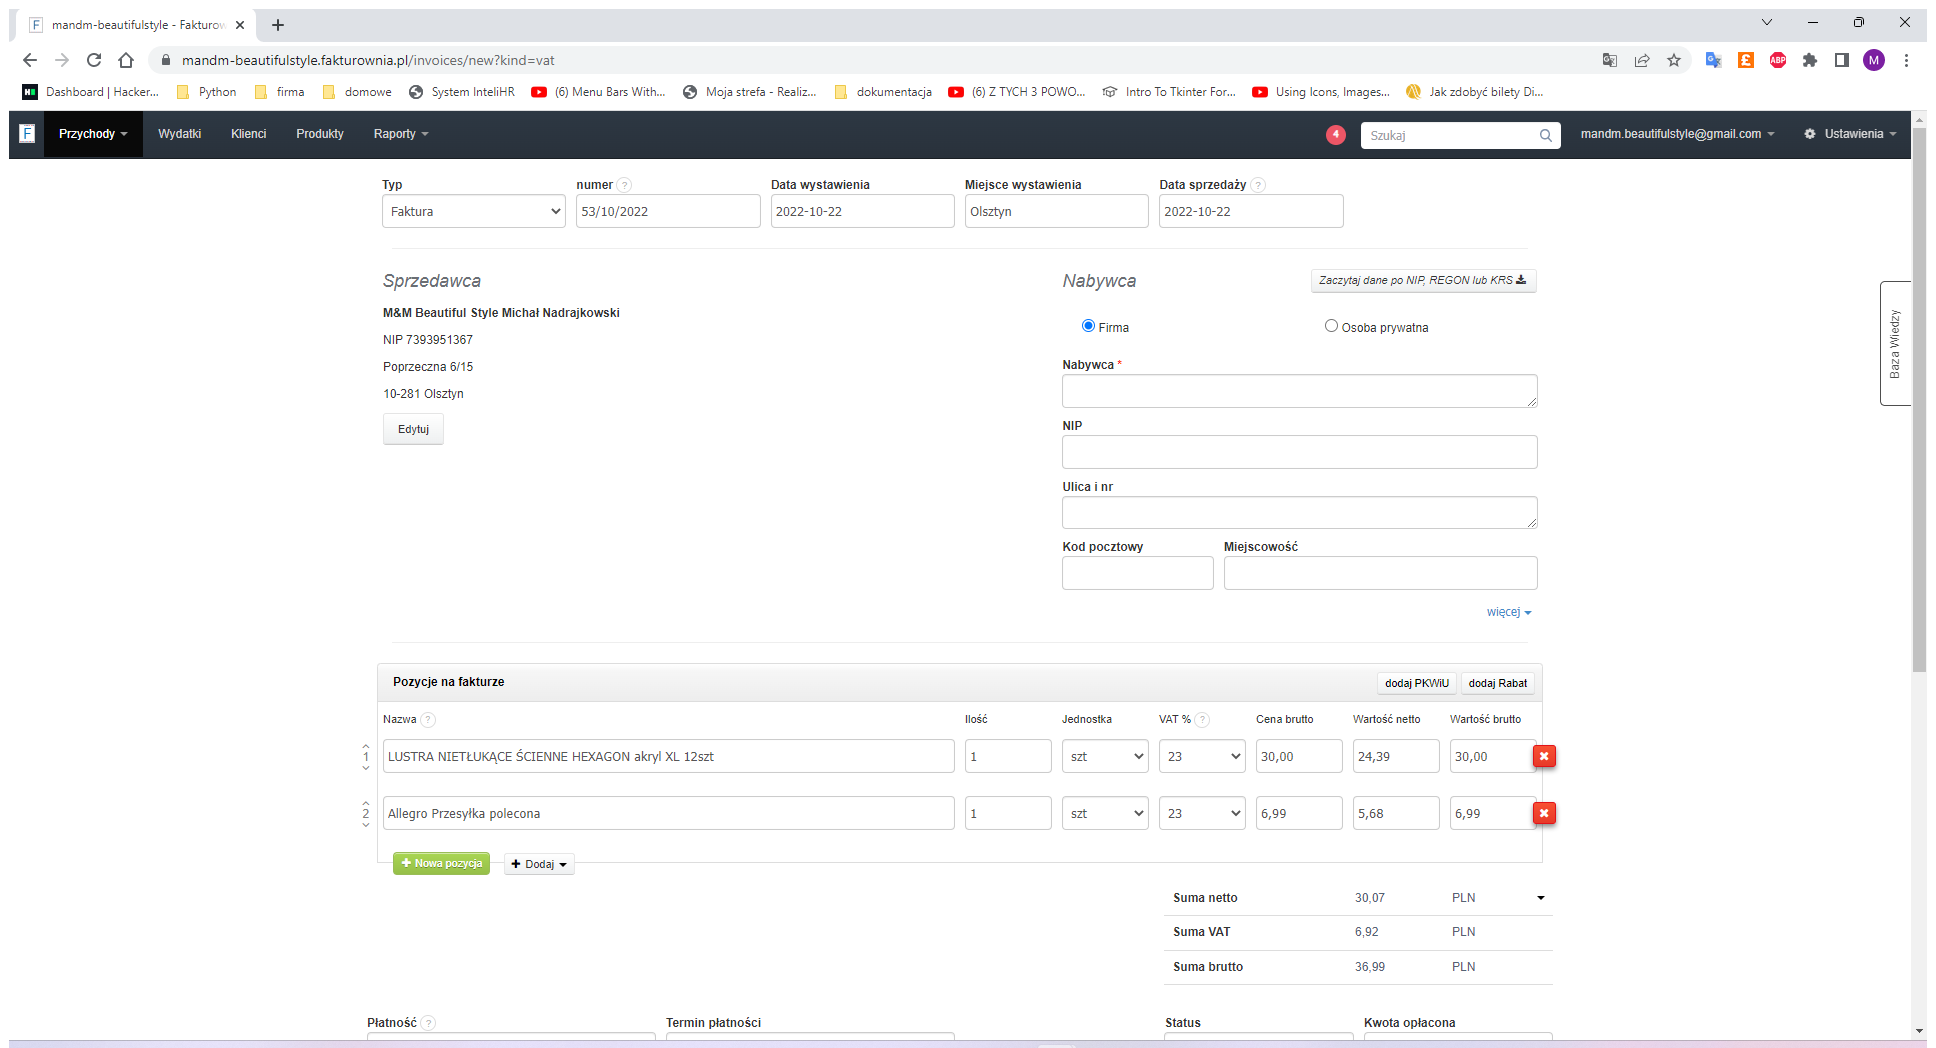 mandm-beautifulstyle - Fakturow
mandm-beautifulstyle.fakturownia.pl/invoices/new?kind=vat
ABP
M
Dashboard | Hacker...
Python
firma
domowe
System InteliHR
(6) Menu Bars With...
Moja strefa - Realiz...
dokumentacja
(6) Z TYCH 3 POWO...
Intro To Tkinter For...
Using Icons, Images...
Jak zdobyć bilety Di...
F Przychody Wydatki Klienci Produkty Raporty 4 Szukaj mandm.beautifulstyle@gmail.com Ustawienia
Typ numer ? Data wystawienia Miejsce wystawienia Data sprzedaży ?
Faktura 53/10/2022 2022-10-22 Olsztyn 2022-10-22
Sprzedawca
M&M Beautiful Style Michał Nadrajkowski
NIP 7393951367
Poprzeczna 6/15
10-281 Olsztyn
Edytuj
Nabywca Zaczytaj dane po NIP, REGON lub KRS
Firma Osoba prywatna
Nabywca *
NIP
Ulica i nr
Kod pocztowy Miejscowość
więcej
Baza Wiedzy
Pozycje na fakturze dodaj PKWiU dodaj Rabat
Nazwa ? Ilość Jednostka VAT % ? Cena brutto Wartość netto Wartość brutto
1 LUSTRA NIETŁUKĄCE ŚCIENNE HEXAGON akryl XL 12szt 1 szt 23 30,00 24,39 30,00
2 Allegro Przesyłka polecona 1 szt 23 6,99 5,68 6,99
+ Nowa pozycja + Dodaj
Suma netto 30,07 PLN
Suma VAT 6,92 PLN
Suma brutto 36,99 PLN
Płatność ? Termin płatności Status Kwota opłacona